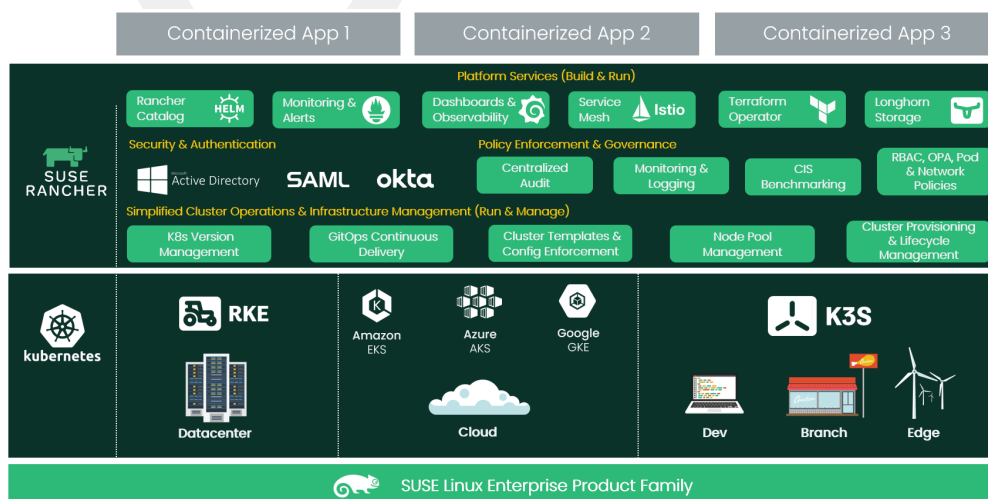 Containerized App 1
Containerized App 2
Containerized App 3
Platform Services (Build & Run)
Rancher
Catalog
HELM
Monitoring &
Alerts
Dashboards &
Observability
Service
Mesh
Istio
Terraform
Operator
Longhorn
Storage
SUSE
RANCHER
Security & Authentication
Microsoft
Active Directory
SAML
okta
Policy Enforcement & Governance
Centralized
Audit
Monitoring &
Logging
CIS
Benchmarking
RBAC, OPA, Pod
& Network
Policies
Simplified Cluster Operations & Infrastructure Management (Run & Manage)
K8s Version
Management
GitOps Continuous
Delivery
Cluster Templates &
Config Enforcement
Node Pool
Management
Cluster Provisioning
& Lifecycle
Management
kubernetes
RKE
Datacenter
K
Amazon
EKS
Azure
AKS
Google
GKE
Cloud
K3S
Dev
Branch
Edge
SUSE Linux Enterprise Product Family